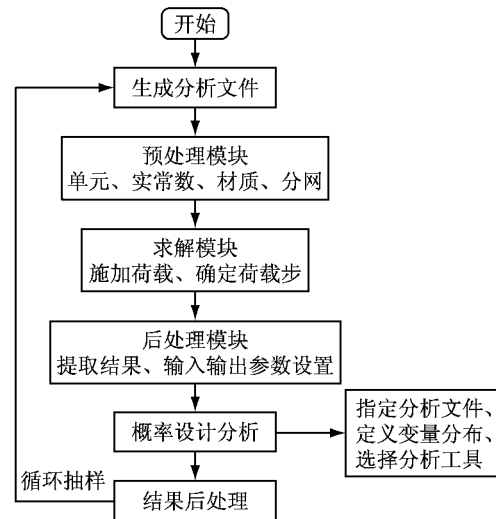 开始
生成分析文件
预处理模块
单元、实常数、材质、分网
求解模块
施加荷载、确定荷载步
后处理模块
提取结果、输入输出参数设置
概率设计分析
指定分析文件、
定义变量分布、
选择分析工具
循环抽样
结果后处理